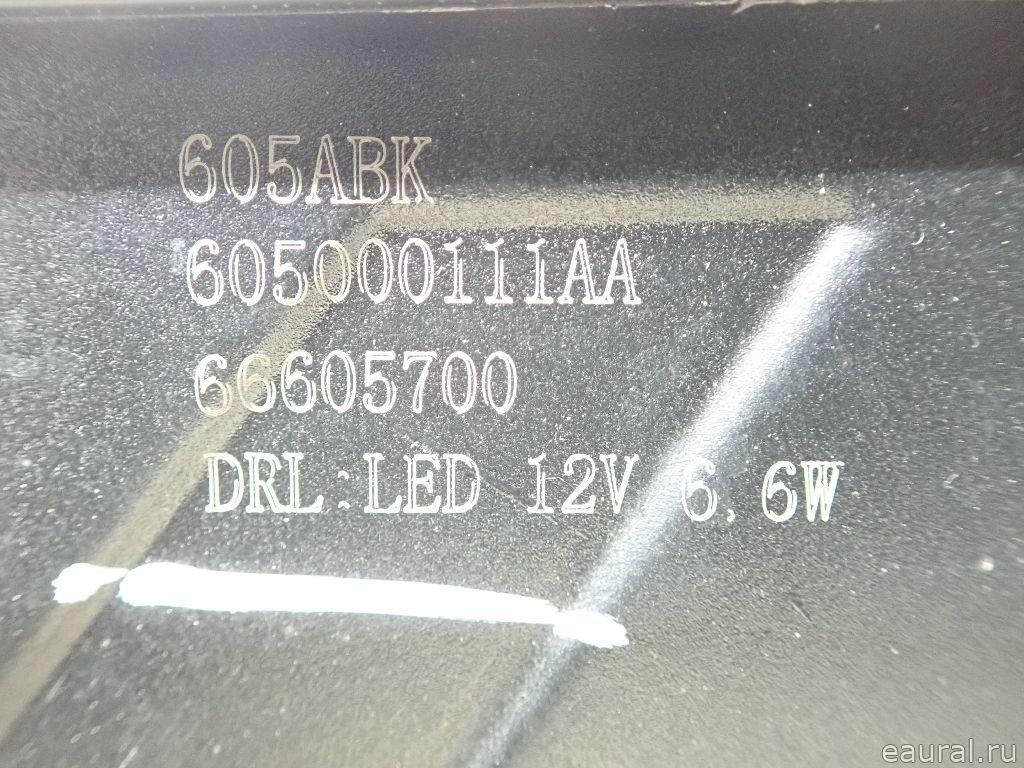 605ABK
605000111AA
66605700
DRL:LED 12V 6,6W
eaural.ru